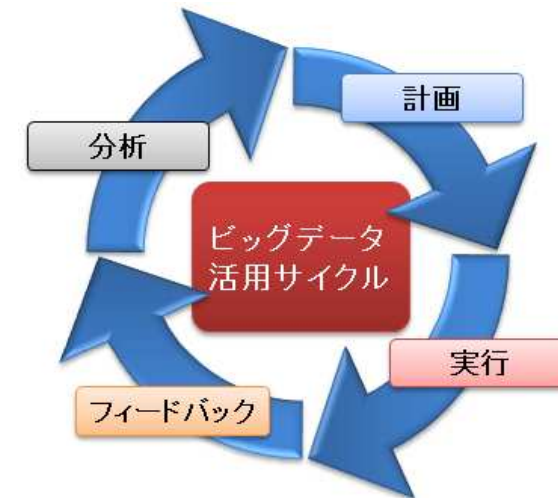 計画
分析
ビッグデータ
活用サイクル
実行
フィードバック